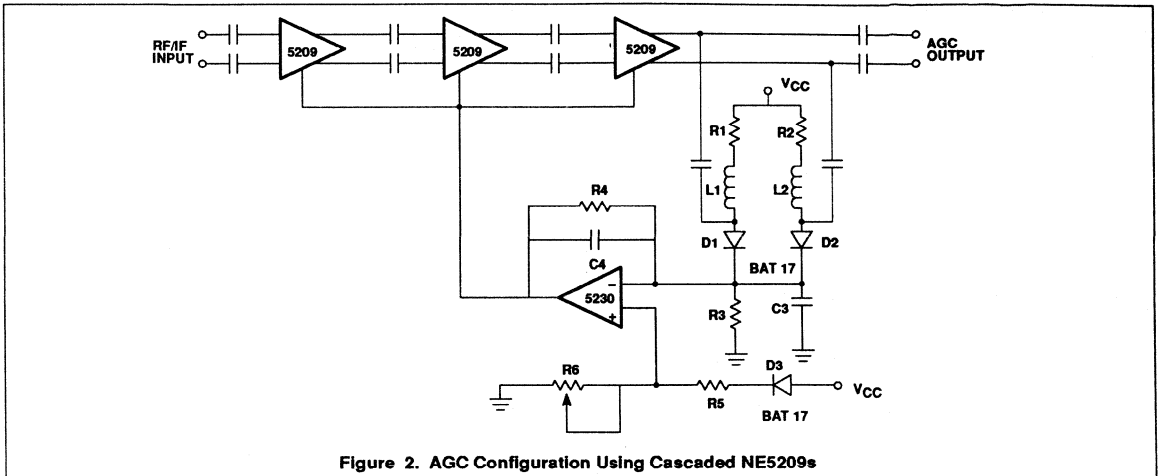 RF/IF
INPUT
5209
5209
5209
AGC
OUTPUT
VCC
R1
R2
L1
L2
R4
C4
D1
D2
BAT 17
5230
−
+
R3
C3
R6
R5
D3
BAT 17
VCC
Figure 2. AGC Configuration Using Cascaded NE5209s